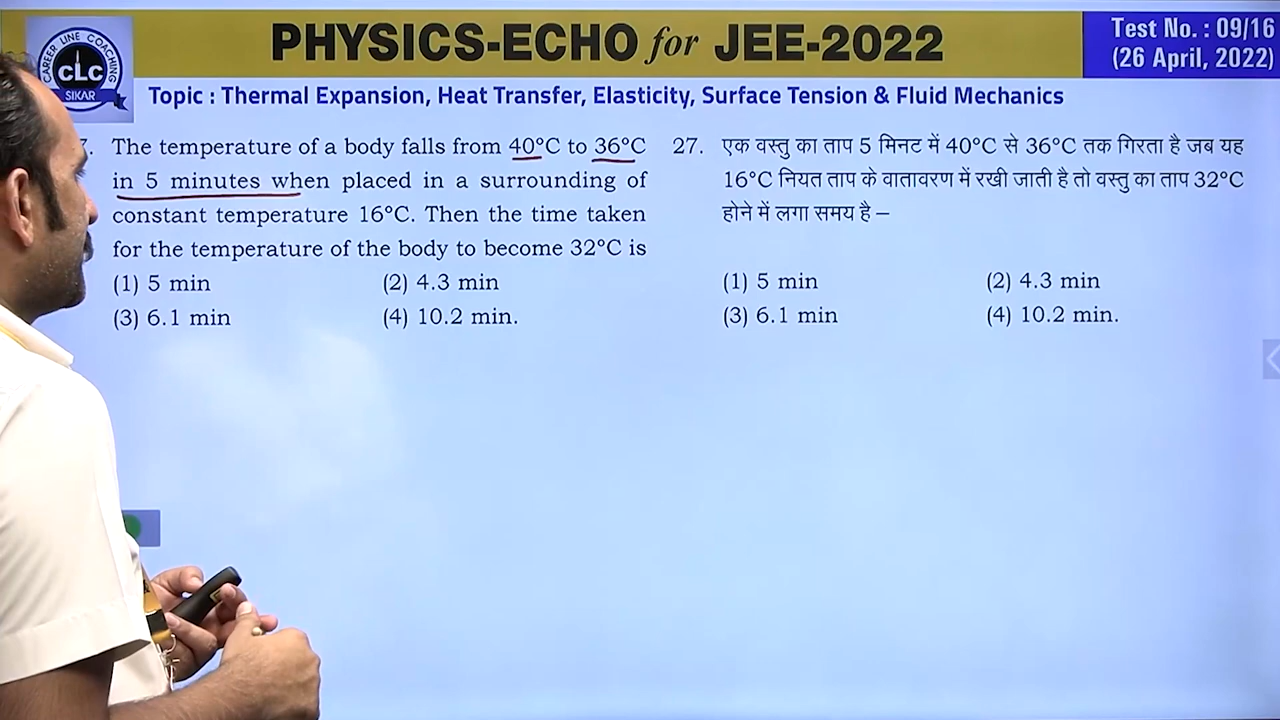 PHYSICS-ECHO for JEE-2022
Test No. : 09/16
(26 April, 2022)
CAREER LINE COACHING
CLC
SIKAR
Topic : Thermal Expansion, Heat Transfer, Elasticity, Surface Tension & Fluid Mechanics
7. The temperature of a body falls from 40°C to 36°C
in 5 minutes when placed in a surrounding of
constant temperature 16°C. Then the time taken
for the temperature of the body to become 32°C is
(1) 5 min (2) 4.3 min
(3) 6.1 min (4) 10.2 min.
27. एक वस्तु का ताप 5 मिनट में 40°C से 36°C तक गिरता है जब यह
16°C नियत ताप के वातावरण में रखी जाती है तो वस्तु का ताप 32°C
होने में लगा समय है –
(1) 5 min (2) 4.3 min
(3) 6.1 min (4) 10.2 min.